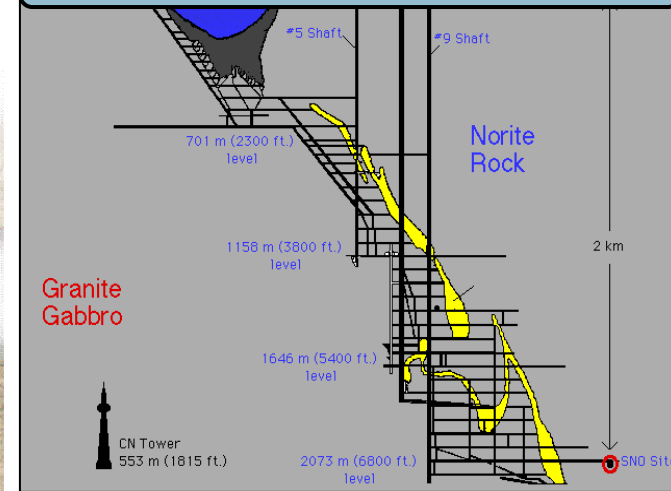 #5 Shaft
#9 Shaft
Norite
Rock
701 m (2300 ft.)
level
2 km
1158 m (3800 ft.)
level
Granite
Gabbro
1646 m (5400 ft.)
level
CN Tower
553 m (1815 ft.)
2073 m (6800 ft.)
level
SNO Site